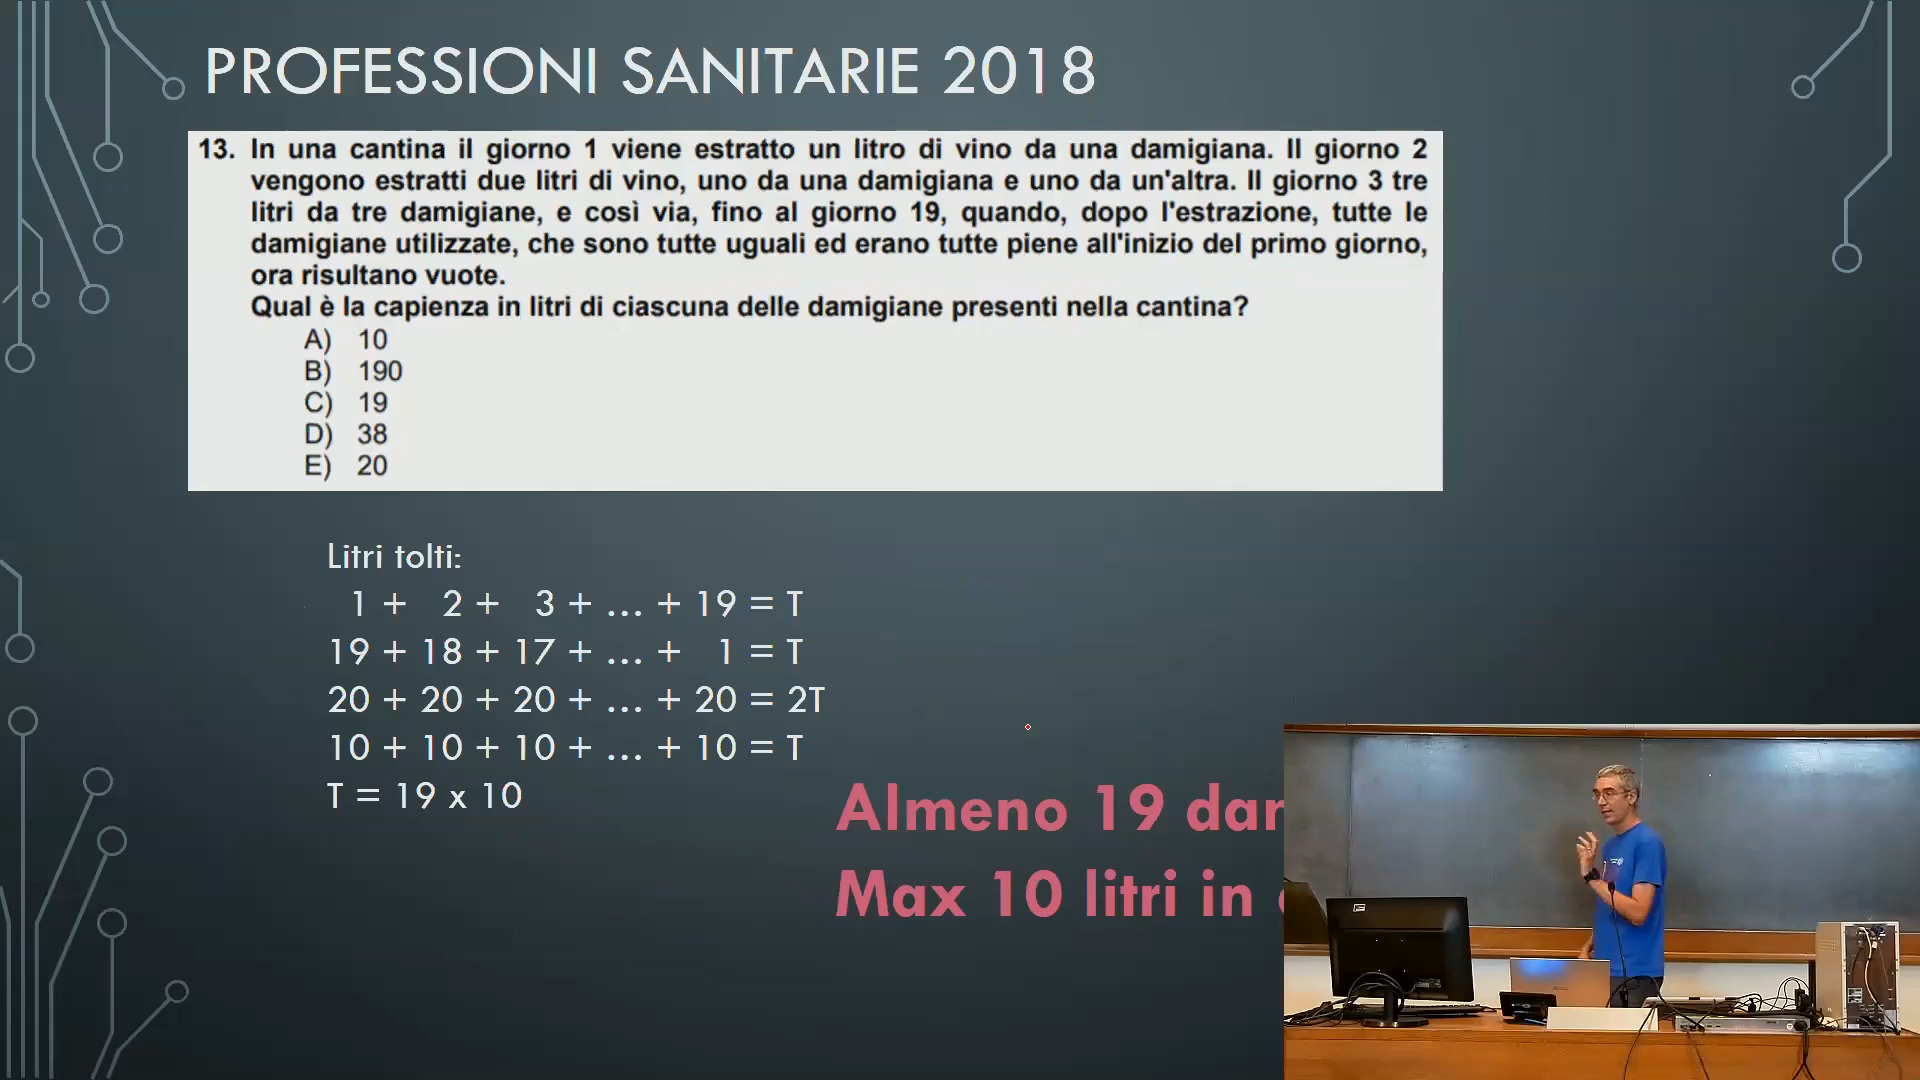 PROFESSIONI SANITARIE 2018
13. In una cantina il giorno 1 viene estratto un litro di vino da una damigiana. Il giorno 2
vengono estratti due litri di vino, uno da una damigiana e uno da un'altra. Il giorno 3 tre
litri da tre damigiane, e così via, fino al giorno 19, quando, dopo l'estrazione, tutte le
damigiane utilizzate, che sono tutte uguali ed erano tutte piene all'inizio del primo giorno,
ora risultano vuote.
Qual è la capienza in litri di ciascuna delle damigiane presenti nella cantina?
A) 10
B) 190
C) 19
D) 38
E) 20
Litri tolti:
1 + 2 + 3 + ... + 19 = T
19 + 18 + 17 + ... + 1 = T
20 + 20 + 20 + ... + 20 = 2T
10 + 10 + 10 + ... + 10 = T
T = 19 x 10
Almeno 19
Max 10 litri in